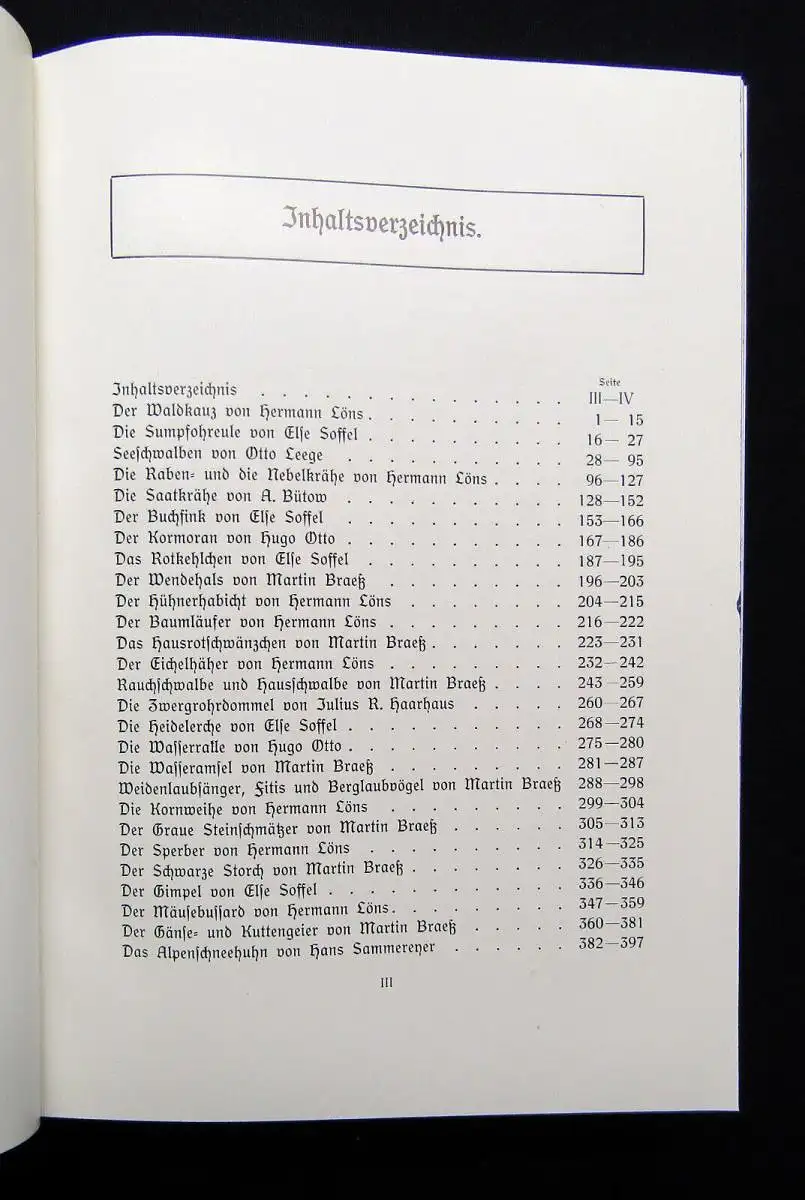 Inhaltsverzeichnis.
Seite
Inhaltsverzeichnis . . . . . . . . . . . III—IV
Der Waldkauz von Hermann Löns . . . . . . . . 1— 15
Die Sumpfohreule von Else Soffel . . . . . . . . 16— 27
Seeschwalben von Otto Leege . . . . . . . . . 28— 95
Die Raben- und die Nebelkrähe von Hermann Löns . . . . 96—127
Die Saatkrähe von A. Bütow . . . . . . . . . 128—152
Der Buchfink von Else Soffel . . . . . . . . . 153—166
Der Kormoran von Hugo Otto . . . . . . . . . 167—186
Das Rotkehlchen von Else Soffel . . . . . . . . 187—195
Der Wendehals von Martin Braeß . . . . . . . . 196—203
Der Hühnerhabicht von Hermann Löns . . . . . . . 204—215
Der Baumläufer von Hermann Löns . . . . . . . . 216—222
Das Hausrotschwänzchen von Martin Braeß . . . . . . 223—231
Der Eichelhäher von Hermann Löns . . . . . . . . 232—242
Rauchschwalbe und Hausschwalbe von Martin Braeß . . . . 243—259
Die Zwergrohrdommel von Julius R. Haarhaus . . . . . 260—267
Die Heidelerche von Else Soffel . . . . . . . . . 268—274
Die Wasserralle von Hugo Otto . . . . . . . . . 275—280
Die Wasseramsel von Martin Braeß . . . . . . . . 281—287
Weidenlaubsänger, Fitis und Berglaubvögel von Martin Braeß 288—298
Die Kornweihe von Hermann Löns . . . . . . . . 299—304
Der Graue Steinschmätzer von Martin Braeß . . . . . . 305—313
Der Sperber von Hermann Löns . . . . . . . . . 314—325
Der Schwarze Storch von Martin Braeß . . . . . . . 326—335
Der Gimpel von Else Soffel . . . . . . . . . . 336—346
Der Mäusebussard von Hermann Löns . . . . . . . . 347—359
Der Gänse- und Kuttengeier von Martin Braeß . . . . . 360—381
Das Alpenschneehuhn von Hans Sammereyer . . . . . . 382—397
III